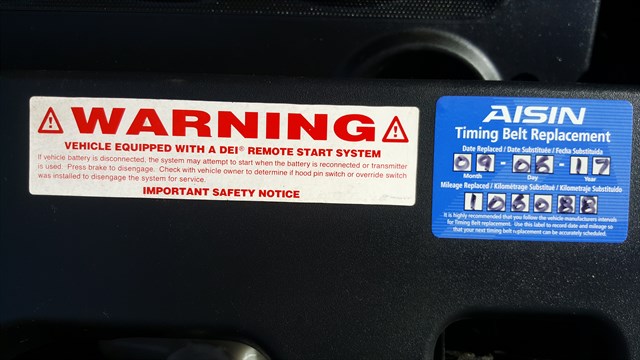 WARNING
VEHICLE EQUIPPED WITH A DEI® REMOTE START SYSTEM
If vehicle battery is disconnected, the system may attempt to start when the battery is reconnected or transmitter
is used. Press brake to disengage. Check with vehicle owner to determine if hood pin switch or override switch
was installed to disengage the system for service.
IMPORTANT SAFETY NOTICE
AISIN
Timing Belt Replacement
Date Replaced / Date Substituée / Fecha Substituida
09 - 06 - 17
Month Day Year
Mileage Replaced / Kilométrage Substitué / Kilometraje Substituido
106088
It is highly recommended that you follow the vehicle manufacturers intervals
for Timing Belt replacement. Use this label to record date and mileage so
that your next timing belt replacement can be accurately scheduled.